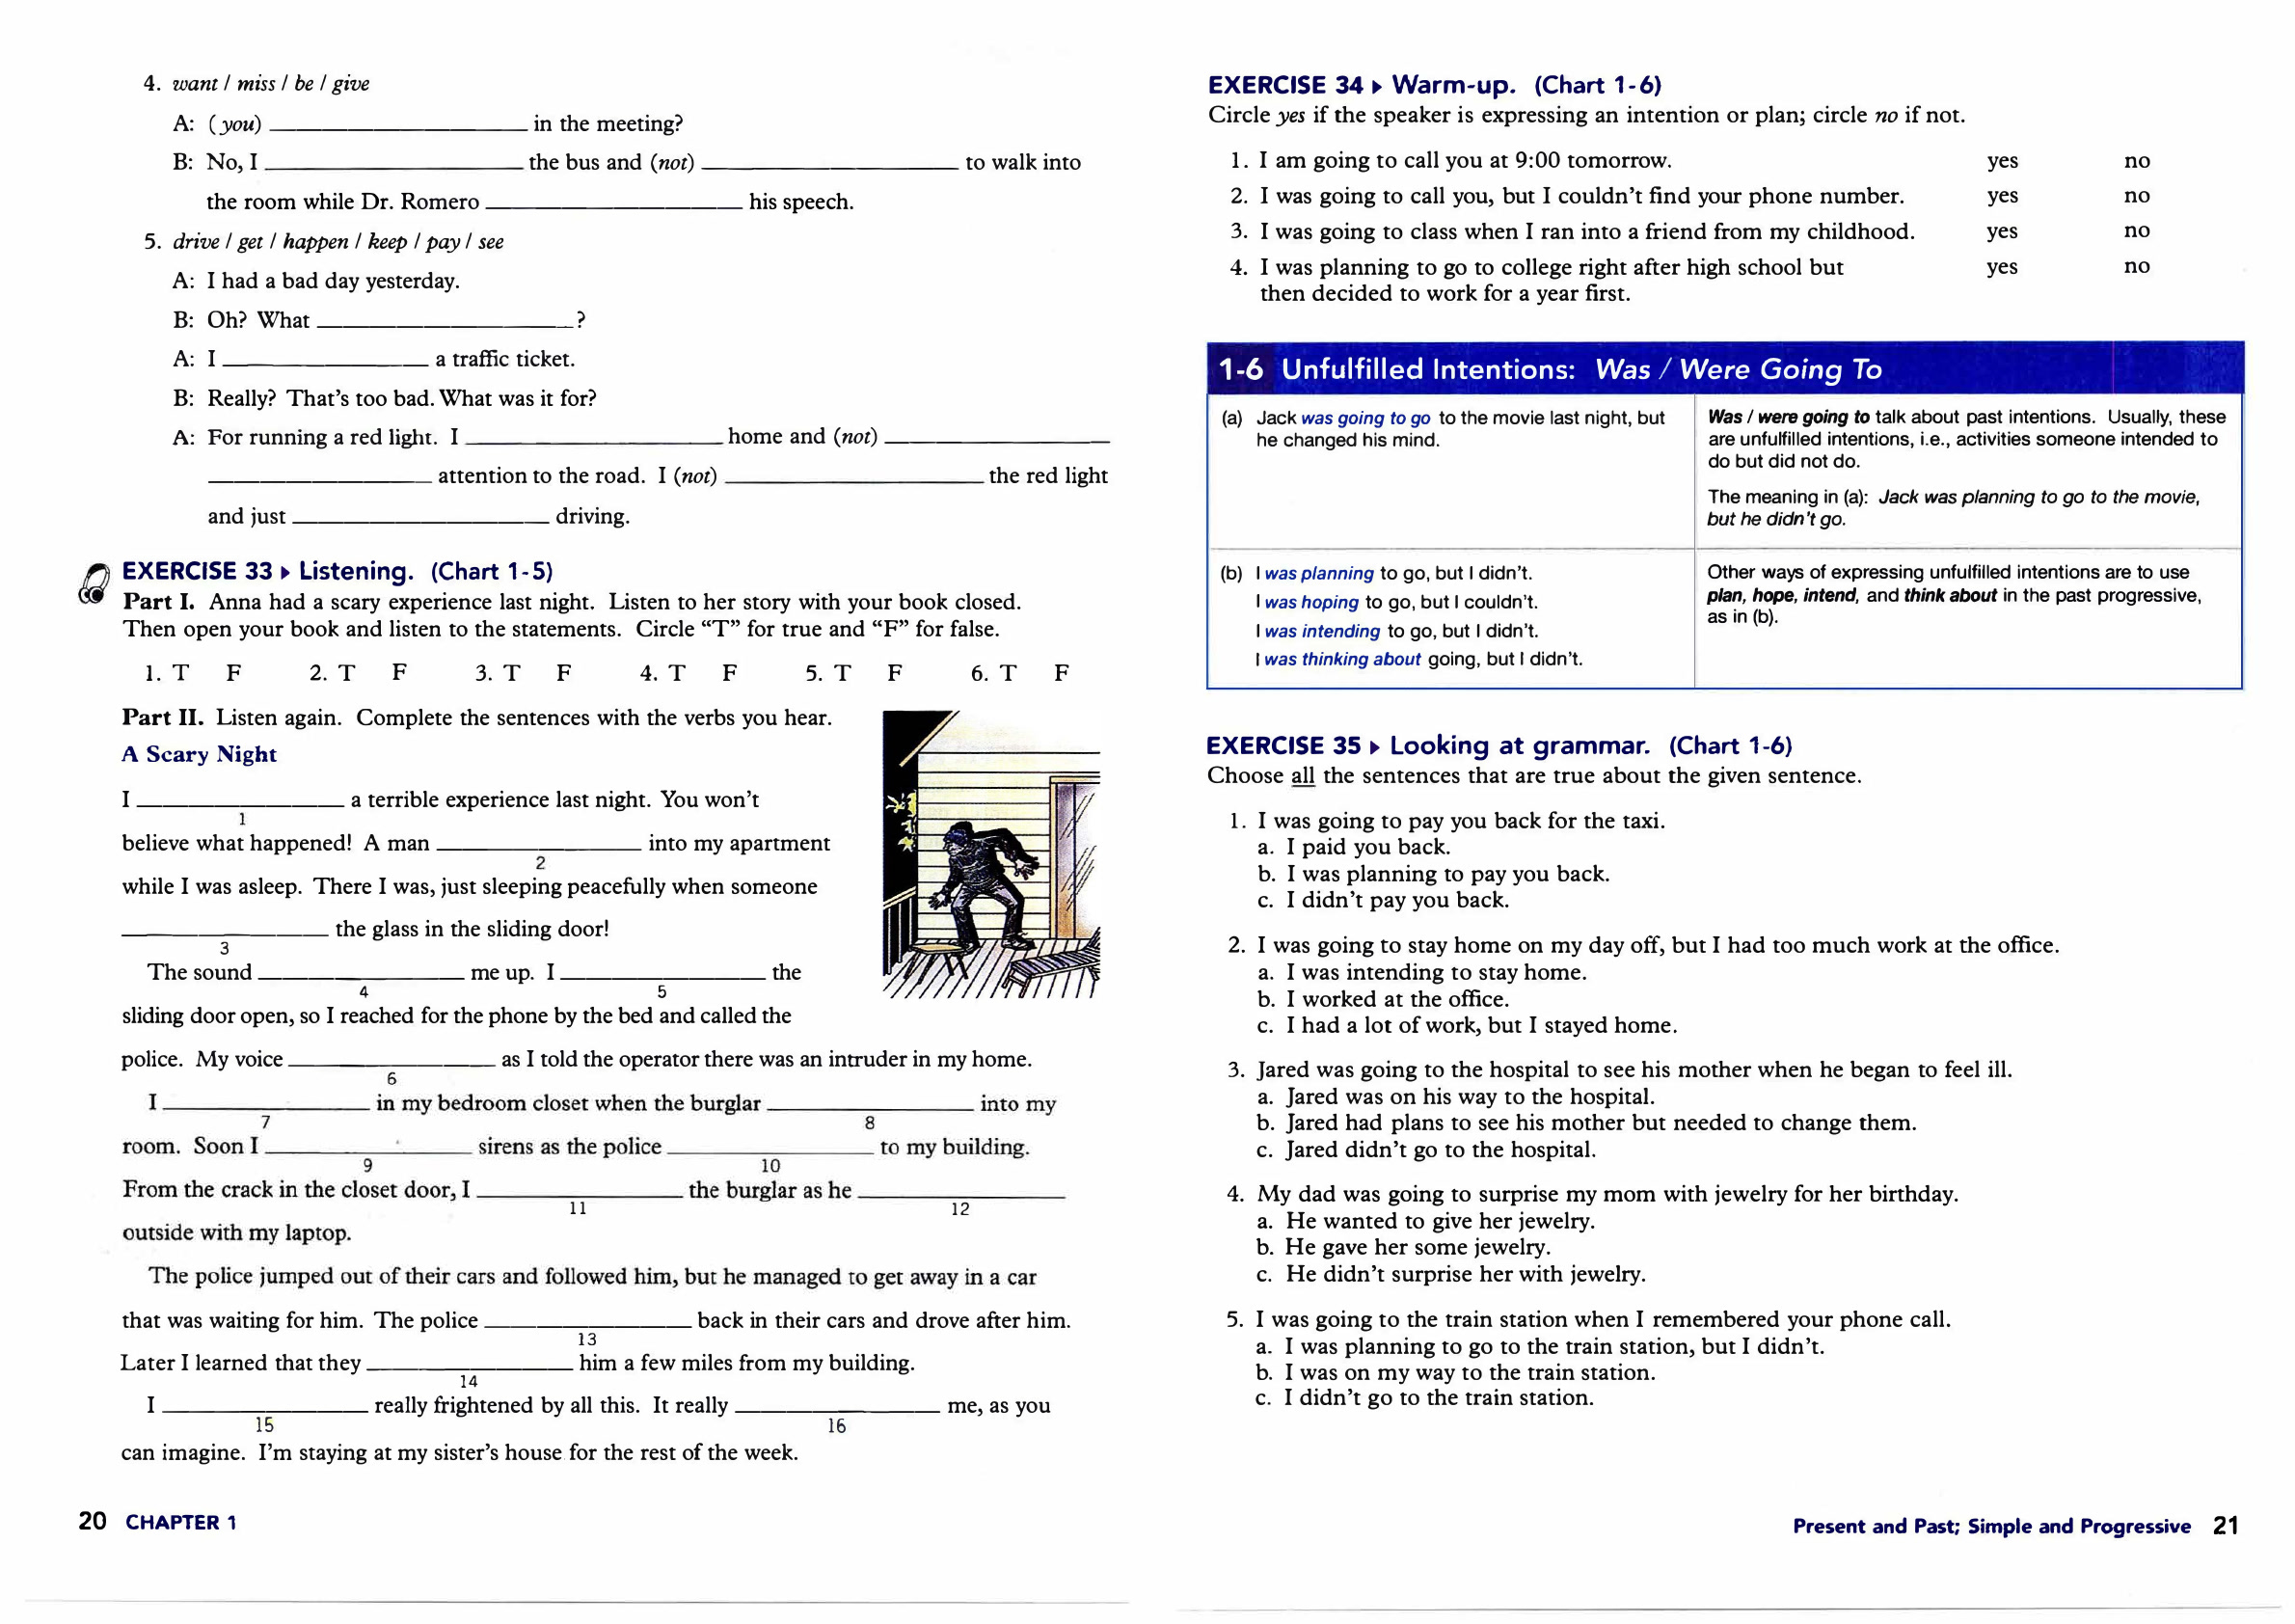 4. want / miss / be / give
A: (you) ____________ in the meeting?
B: No, I ____________ the bus and (not) ____________ to walk into
the room while Dr. Romero ____________ his speech.
5. drive / get / happen / keep / pay / see
A: I had a bad day yesterday.
B: Oh? What ____________?
A: I ____________ a traffic ticket.
B: Really? That's too bad. What was it for?
A: For running a red light. I ____________ home and (not) ____________
____________ attention to the road. I (not) ____________ the red light
and just ____________ driving.
EXERCISE 33 ▸ Listening. (Chart 1-5)
Part I. Anna had a scary experience last night. Listen to her story with your book closed.
Then open your book and listen to the statements. Circle “T” for true and “F” for false.
1. T F 2. T F 3. T F 4. T F 5. T F 6. T F
Part II. Listen again. Complete the sentences with the verbs you hear.
A Scary Night
I ____________ a terrible experience last night. You won't
1
believe what happened! A man ____________ into my apartment
2
while I was asleep. There I was, just sleeping peacefully when someone
____________ the glass in the sliding door!
3
The sound ____________ me up. I ____________ the
4 5
sliding door open, so I reached for the phone by the bed and called the
police. My voice ____________ as I told the operator there was an intruder in my home.
6
I ____________ in my bedroom closet when the burglar ____________ into my
7 8
room. Soon I ____________ sirens as the police ____________ to my building.
9 10
From the crack in the closet door, I ____________ the burglar as he ____________
11 12
outside with my laptop.
The police jumped out of their cars and followed him, but he managed to get away in a car
that was waiting for him. The police ____________ back in their cars and drove after him.
13
Later I learned that they ____________ him a few miles from my building.
14
I ____________ really frightened by all this. It really ____________ me, as you
15 16
can imagine. I'm staying at my sister's house for the rest of the week.
20 CHAPTER 1
EXERCISE 34 ▸ Warm-up. (Chart 1-6)
Circle yes if the speaker is expressing an intention or plan; circle no if not.
1. I am going to call you at 9:00 tomorrow. yes no
2. I was going to call you, but I couldn't find your phone number. yes no
3. I was going to class when I ran into a friend from my childhood. yes no
4. I was planning to go to college right after high school but yes no
then decided to work for a year first.
1-6 Unfulfilled Intentions: Was / Were Going To
(a) Jack was going to go to the movie last night, but
he changed his mind.
Was / were going to talk about past intentions. Usually, these
are unfulfilled intentions, i.e., activities someone intended to
do but did not do.
The meaning in (a): Jack was planning to go to the movie,
but he didn't go.
(b) I was planning to go, but I didn't.
I was hoping to go, but I couldn't.
I was intending to go, but I didn't.
I was thinking about going, but I didn't.
Other ways of expressing unfulfilled intentions are to use
plan, hope, intend, and think about in the past progressive,
as in (b).
EXERCISE 35 ▸ Looking at grammar. (Chart 1-6)
Choose all the sentences that are true about the given sentence.
1. I was going to pay you back for the taxi.
a. I paid you back.
b. I was planning to pay you back.
c. I didn't pay you back.
2. I was going to stay home on my day off, but I had too much work at the office.
a. I was intending to stay home.
b. I worked at the office.
c. I had a lot of work, but I stayed home.
3. Jared was going to the hospital to see his mother when he began to feel ill.
a. Jared was on his way to the hospital.
b. Jared had plans to see his mother but needed to change them.
c. Jared didn't go to the hospital.
4. My dad was going to surprise my mom with jewelry for her birthday.
a. He wanted to give her jewelry.
b. He gave her some jewelry.
c. He didn't surprise her with jewelry.
5. I was going to the train station when I remembered your phone call.
a. I was planning to go to the train station, but I didn't.
b. I was on my way to the train station.
c. I didn't go to the train station.
Present and Past; Simple and Progressive 21